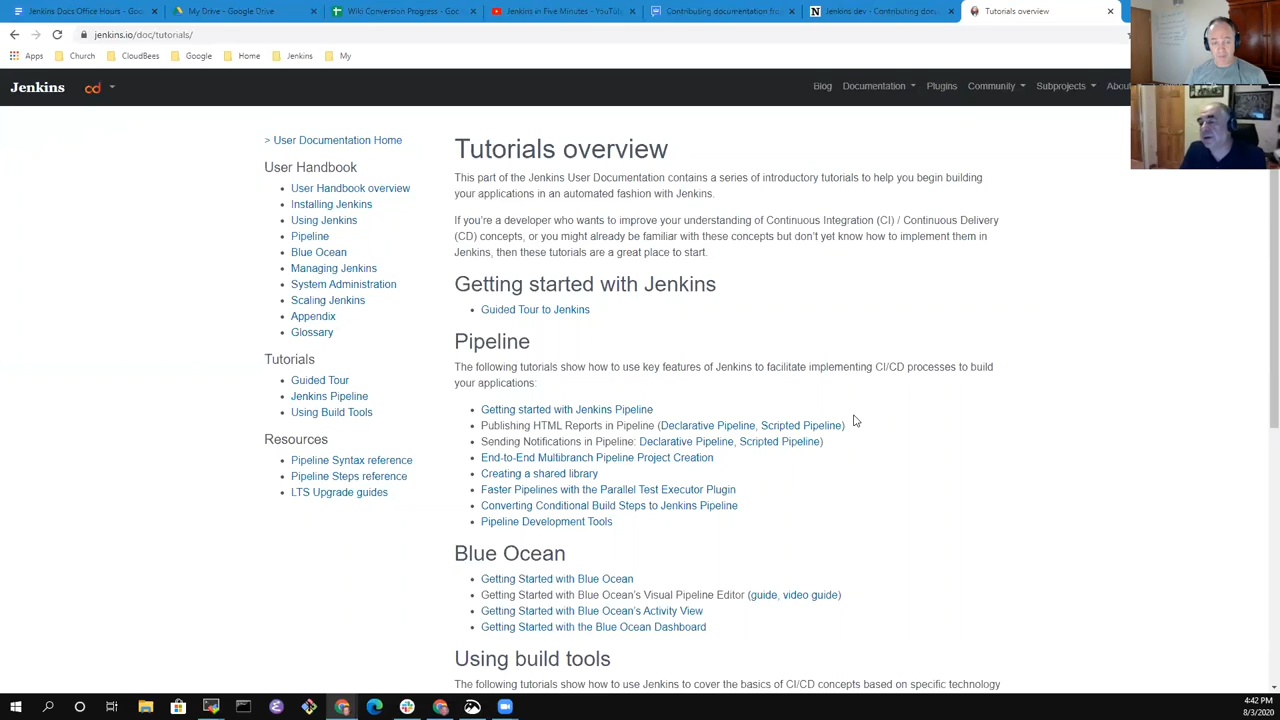 Jenkins Docs Office Hours - Goo
My Drive - Google Drive
Wiki Conversion Progress - Goo
Jenkins in Five Minutes - YouTu
Contributing documentation fro
Jenkins dev - Contributing docu
Tutorials overview
jenkins.io/doc/tutorials/
Apps
Church
CloudBees
Google
Home
Jenkins
My
Jenkins
cd
Blog
Documentation
Plugins
Community
Subprojects
About
> User Documentation Home
User Handbook
User Handbook overview
Installing Jenkins
Using Jenkins
Pipeline
Blue Ocean
Managing Jenkins
System Administration
Scaling Jenkins
Appendix
Glossary
Tutorials
Guided Tour
Jenkins Pipeline
Using Build Tools
Resources
Pipeline Syntax reference
Pipeline Steps reference
LTS Upgrade guides
Tutorials overview
This part of the Jenkins User Documentation contains a series of introductory tutorials to help you begin building
your applications in an automated fashion with Jenkins.
If you're a developer who wants to improve your understanding of Continuous Integration (CI) / Continuous Delivery
(CD) concepts, or you might already be familiar with these concepts but don't yet know how to implement them in
Jenkins, then these tutorials are a great place to start.
Getting started with Jenkins
Guided Tour to Jenkins
Pipeline
The following tutorials show how to use key features of Jenkins to facilitate implementing CI/CD processes to build
your applications:
Getting started with Jenkins Pipeline
Publishing HTML Reports in Pipeline (Declarative Pipeline, Scripted Pipeline)
Sending Notifications in Pipeline: Declarative Pipeline, Scripted Pipeline)
End-to-End Multibranch Pipeline Project Creation
Creating a shared library
Faster Pipelines with the Parallel Test Executor Plugin
Converting Conditional Build Steps to Jenkins Pipeline
Pipeline Development Tools
Blue Ocean
Getting Started with Blue Ocean
Getting Started with Blue Ocean's Visual Pipeline Editor (guide, video guide)
Getting Started with Blue Ocean's Activity View
Getting Started with the Blue Ocean Dashboard
Using build tools
The following tutorials show how to use Jenkins to cover the basics of CI/CD concepts based on specific technology
4:42 PM
8/3/2020